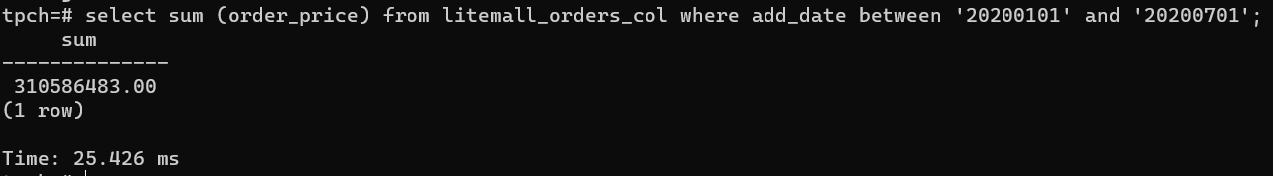 tpch=# select sum (order_price) from litemall_orders_col where add_date between '20200101' and '20200701';
sum
--------------
310586483.00
(1 row)
Time: 25.426 ms